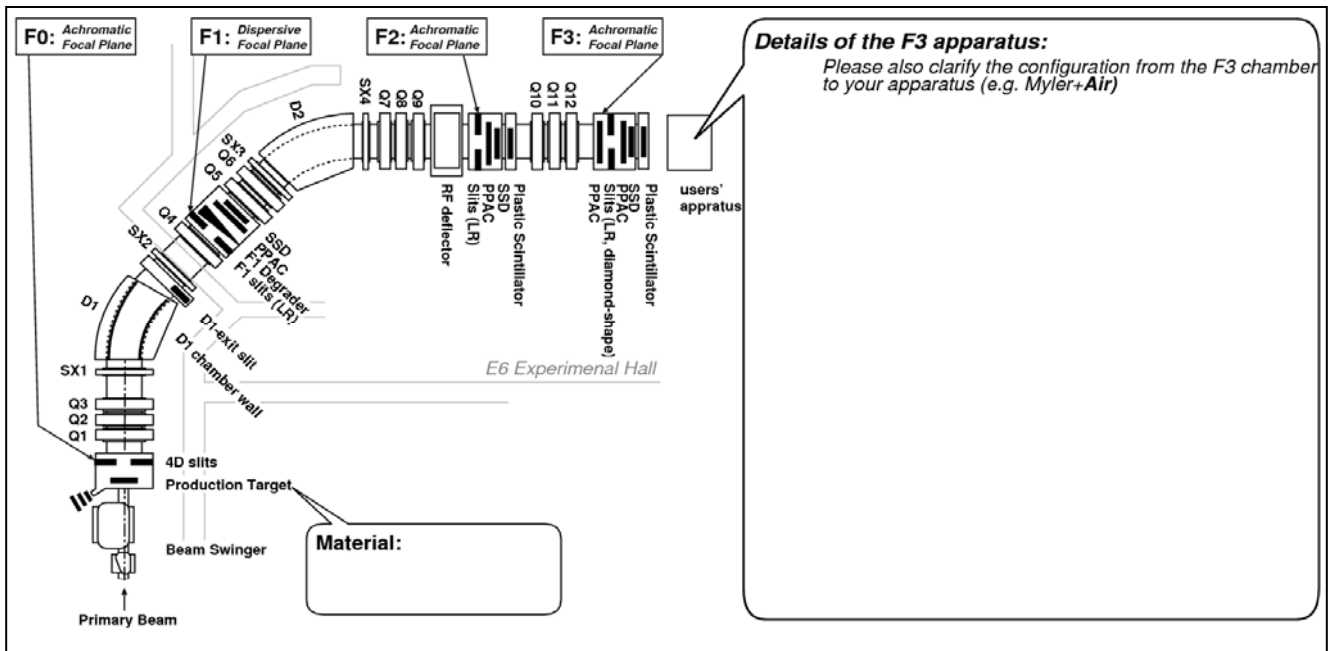 F0: Achromatic
Focal Plane
F1: Dispersive
Focal Plane
F2: Achromatic
Focal Plane
F3: Achromatic
Focal Plane
Details of the F3 apparatus:
Please also clarify the configuration from the F3 chamber
to your apparatus (e.g. Myler+Air)
D2
SX4
Q7
Q8
Q9
Q10
Q11
Q12
SX3
Q6
Q5
Q4
SX2
D1
RF deflector
Slits (LR)
PPAC
SSD
Plastic Scintillator
PPAC
Slits (LR, diamond-shape)
PPAC
SSD
Plastic Scintillator
users'
appratus
SSD
PPAC
F1 Degrader
F1 slits (LR)
D1-exit slit
D1 chamber wall
E6 Experimenal Hall
SX1
Q3
Q2
Q1
4D slits
Production Target
Material:
Beam Swinger
Primary Beam